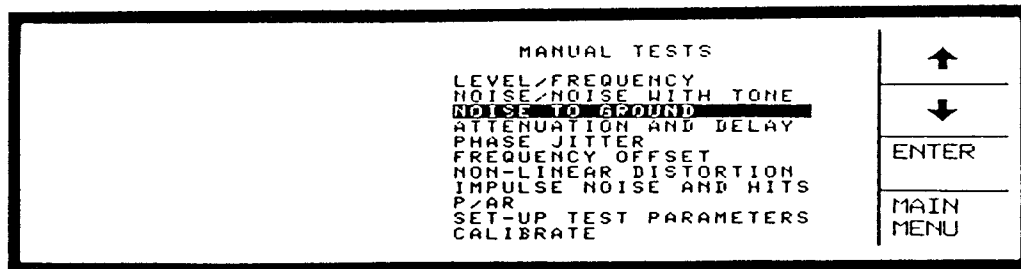 MANUAL TESTS
LEVEL/FREQUENCY
NOISE/NOISE WITH TONE
NOISE TO GROUND
ATTENUATION AND DELAY
PHASE JITTER
FREQUENCY OFFSET
NON-LINEAR DISTORTION
IMPULSE NOISE AND HITS
P/AR
SET-UP TEST PARAMETERS
CALIBRATE
ENTER
MAIN
MENU